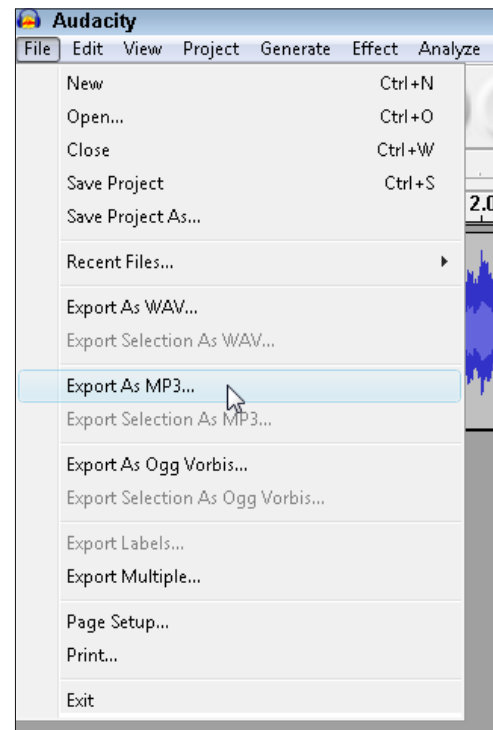 Audacity
File Edit View Project Generate Effect Analyze
New Ctrl+N
Open... Ctrl+O
Close Ctrl+W
Save Project Ctrl+S
Save Project As...
2.0
Recent Files...
Export As WAV...
Export Selection As WAV...
Export As MP3...
Export Selection As MP3...
Export As Ogg Vorbis...
Export Selection As Ogg Vorbis...
Export Labels...
Export Multiple...
Page Setup...
Print...
Exit